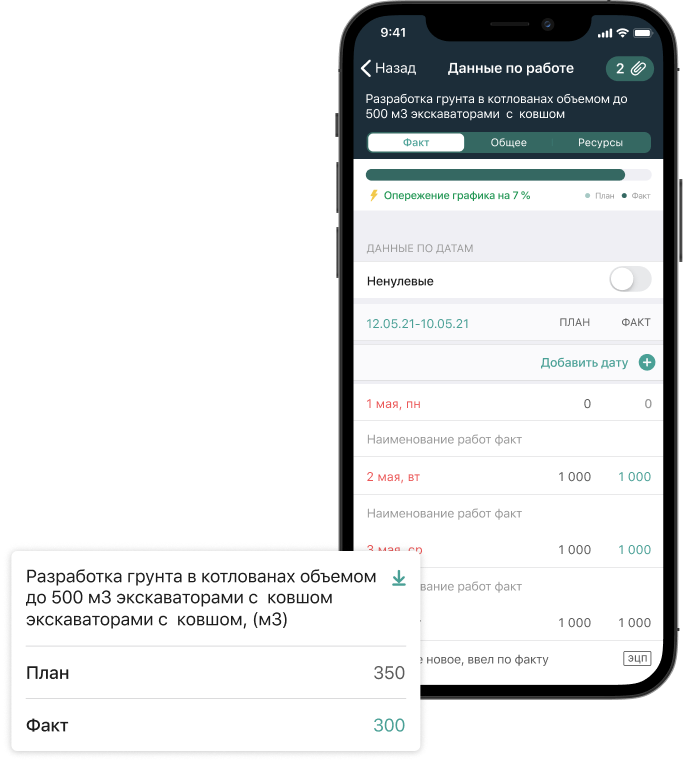 9:41
Назад
Данные по работе
2
Разработка грунта в котлованах объемом до
500 м3 экскаваторами с ковшом
Факт
Общее
Ресурсы
Опережение графика на 7 %
План
Факт
ДАННЫЕ ПО ДАТАМ
Ненулевые
12.05.21-10.05.21
ПЛАН
ФАКТ
Добавить дату
1 мая, пн
0
0
Наименование работ факт
2 мая, вт
1 000
1 000
Наименование работ факт
3 мая, ср
1 000
1 000
вание работ факт
1 000
1 000
е новое, ввел по факту
ЭЦП
Разработка грунта в котлованах объемом
до 500 м3 экскаваторами с ковшом
экскаваторами с ковшом, (м3)
План
350
Факт
300